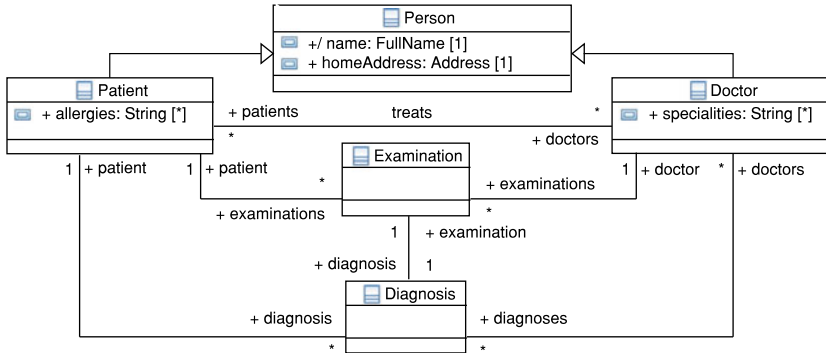 Person
+/ name: FullName [1]
+ homeAddress: Address [1]
Patient
+ allergies: String [*]
Doctor
+ specialities: String [*]
+ patients
treats
*
*
+ doctors
Examination
1
+ patient
1
+ patient
*
+ examinations
+ examinations
*
1
+ doctor
*
+ doctors
1
+ examination
+ diagnosis
1
Diagnosis
+ diagnosis
*
+ diagnoses
*